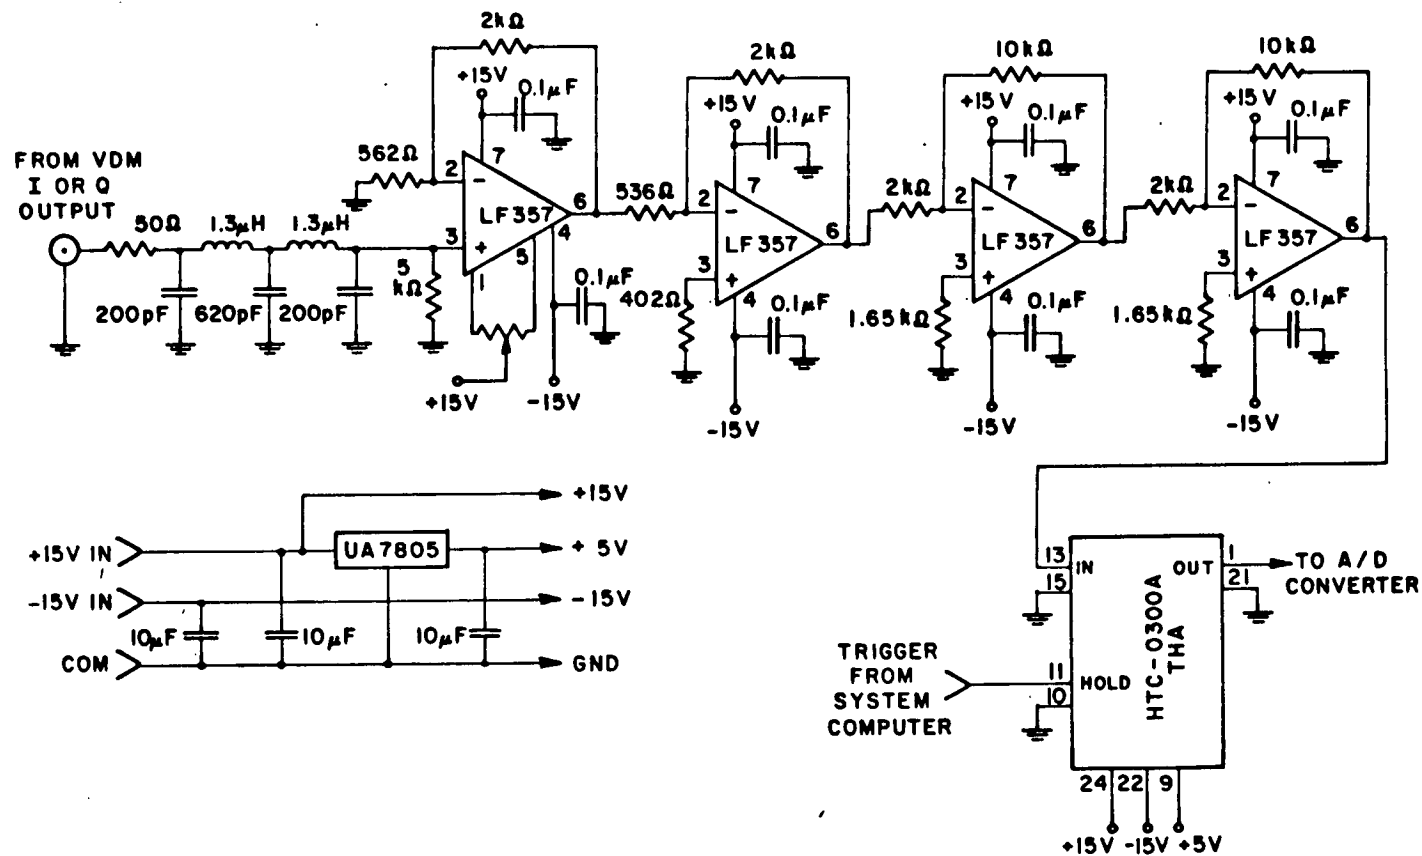 FROM VDM
I OR Q
OUTPUT
50Ω
1.3μH
1.3μH
200pF
620pF
200pF
5
kΩ
562Ω
2kΩ
+15V
0.1μF
7
2
-
LF357
6
3
+
4
5
1
0.1μF
+15V
-15V
536Ω
2kΩ
+15V
0.1μF
7
2
-
LF357
6
3
+
4
402Ω
0.1μF
-15V
2kΩ
10kΩ
+15V
0.1μF
7
2
-
LF357
6
3
+
4
1.65kΩ
0.1μF
-15V
2kΩ
10kΩ
+15V
0.1μF
7
2
-
LF357
6
3
+
4
1.65kΩ
0.1μF
-15V
+15V
+15V IN
UA7805
+ 5V
-15V IN
-15V
10μF
10μF
10μF
COM
GND
13
IN
15
OUT
1
21
TO A/D
CONVERTER
HTC-0300A
THA
TRIGGER
FROM
SYSTEM
COMPUTER
11
HOLD
10
24
22
9
+15V
-15V
+5V